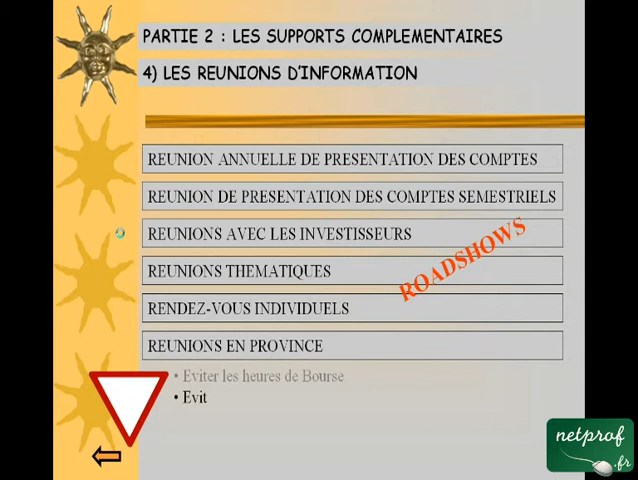 PARTIE 2 : LES SUPPORTS COMPLEMENTAIRES
4) LES REUNIONS D'INFORMATION
REUNION ANNUELLE DE PRESENTATION DES COMPTES
REUNION DE PRESENTATION DES COMPTES SEMESTRIELS
REUNIONS AVEC LES INVESTISSEURS
REUNIONS THEMATIQUES
ROADSHOWS
RENDEZ-VOUS INDIVIDUELS
REUNIONS EN PROVINCE
• Eviter les heures de Bourse
• Evit
netprof
.fr